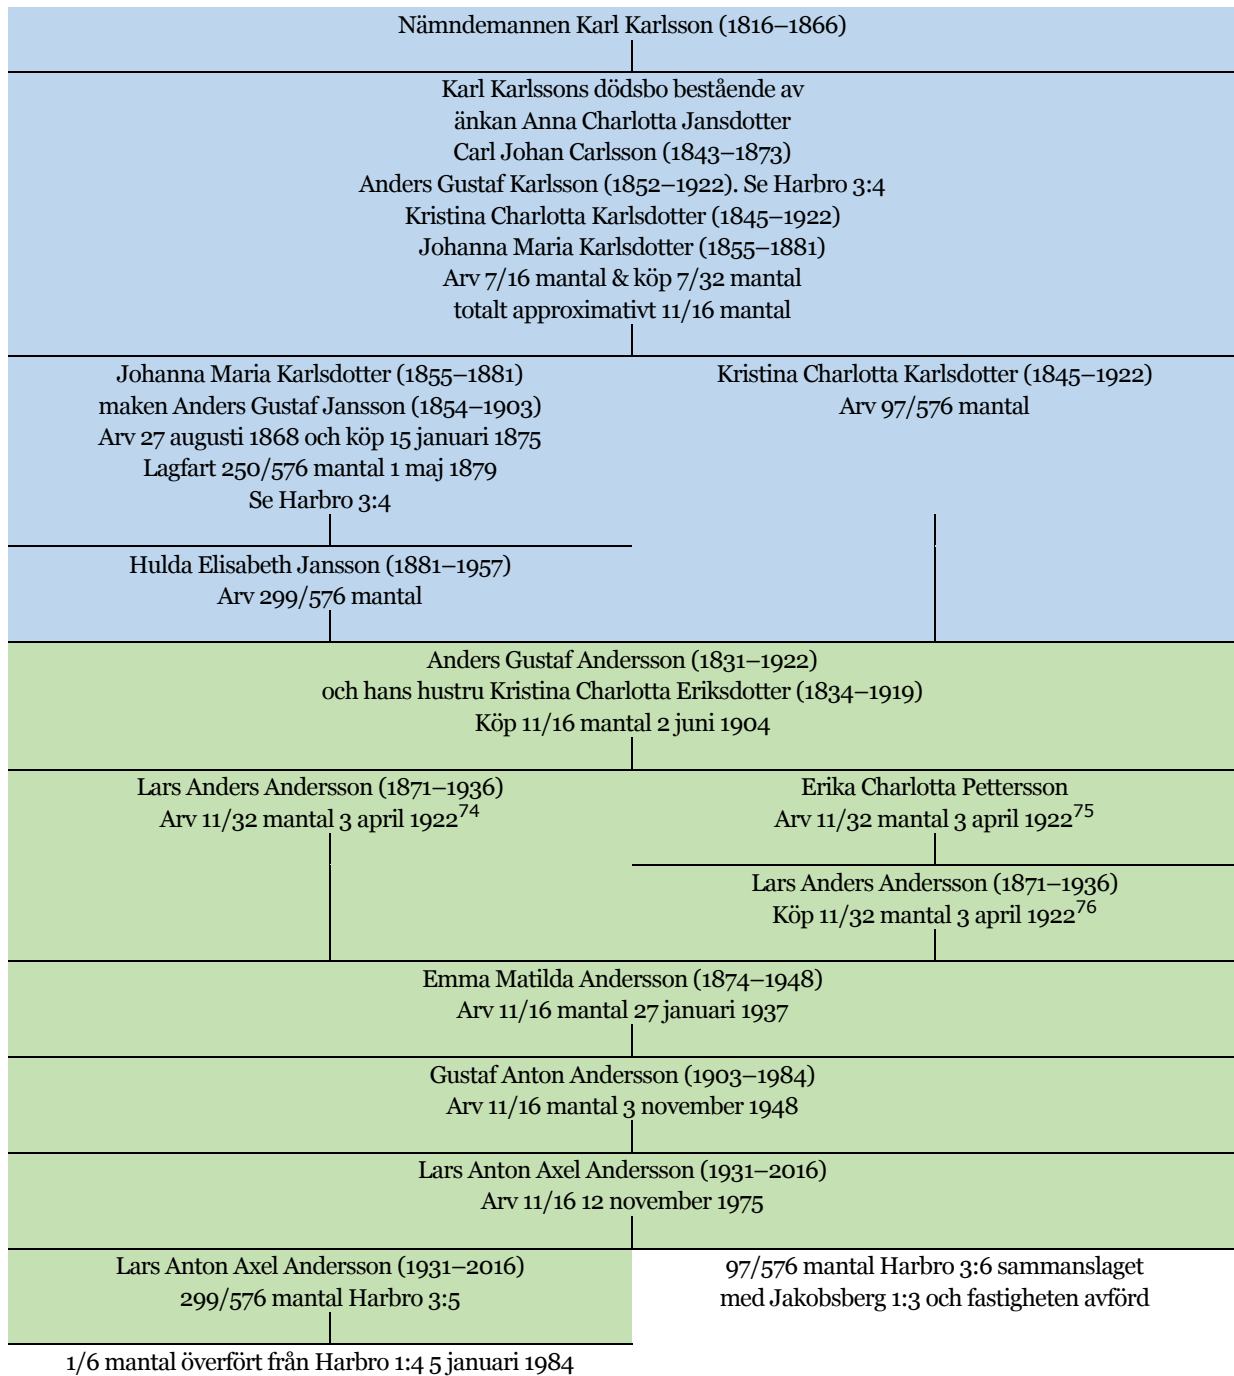 Nämndemannen Karl Karlsson (1816–1866)
Karl Karlssons dödsbo bestående av
änkan Anna Charlotta Jansdotter
Carl Johan Carlsson (1843–1873)
Anders Gustaf Karlsson (1852–1922). Se Harbro 3:4
Kristina Charlotta Karlsdotter (1845–1922)
Johanna Maria Karlsdotter (1855–1881)
Arv 7/16 mantal & köp 7/32 mantal
totalt approximativt 11/16 mantal
Johanna Maria Karlsdotter (1855–1881)
maken Anders Gustaf Jansson (1854–1903)
Arv 27 augusti 1868 och köp 15 januari 1875
Lagfart 250/576 mantal 1 maj 1879
Se Harbro 3:4
Kristina Charlotta Karlsdotter (1845–1922)
Arv 97/576 mantal
Hulda Elisabeth Jansson (1881–1957)
Arv 299/576 mantal
Anders Gustaf Andersson (1831–1922)
och hans hustru Kristina Charlotta Eriksdotter (1834–1919)
Köp 11/16 mantal 2 juni 1904
Lars Anders Andersson (1871–1936)
Arv 11/32 mantal 3 april 1922⁷⁴
Erika Charlotta Pettersson
Arv 11/32 mantal 3 april 1922⁷⁵
Lars Anders Andersson (1871–1936)
Köp 11/32 mantal 3 april 1922⁷⁶
Emma Matilda Andersson (1874–1948)
Arv 11/16 mantal 27 januari 1937
Gustaf Anton Andersson (1903–1984)
Arv 11/16 mantal 3 november 1948
Lars Anton Axel Andersson (1931–2016)
Arv 11/16 12 november 1975
Lars Anton Axel Andersson (1931–2016)
299/576 mantal Harbro 3:5
97/576 mantal Harbro 3:6 sammanslaget
med Jakobsberg 1:3 och fastigheten avförd
1/6 mantal överfört från Harbro 1:4 5 januari 1984